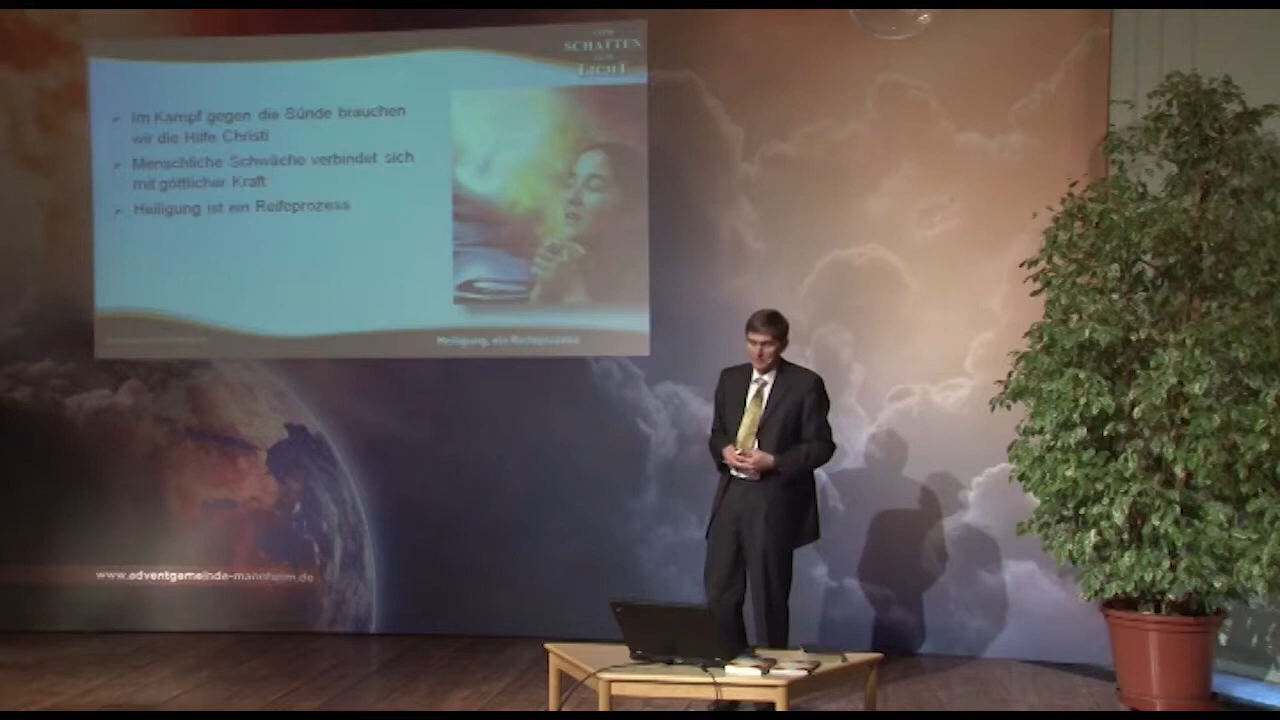 VOM
SCHATTEN
ZUM
LICHT
Im Kampf gegen die Sünde brauchen
wir die Hilfe Christi
Menschliche Schwäche verbindet sich
mit göttlicher Kraft
Heiligung ist ein Reifeprozess
Heiligung, ein Reifeprozess
www.adventgemeinde-mannheim.de